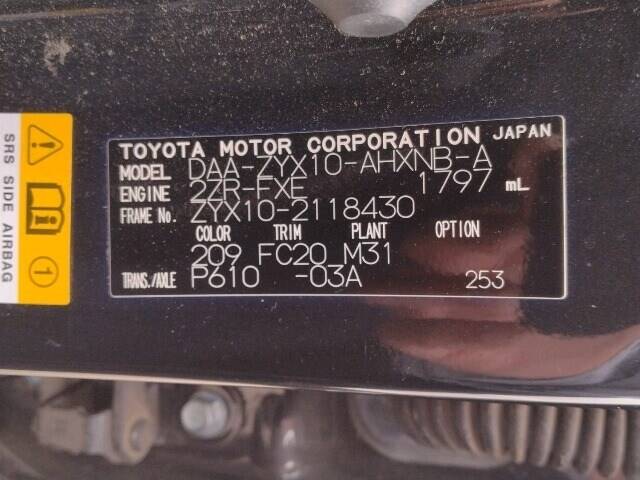 TOYOTA MOTOR CORPORATION JAPAN
MODEL DAA-ZYX10-AHXNB-A
ENGINE 2ZR-FXE 1797 mL
FRAME No. ZYX10-2118430
COLOR TRIM PLANT OPTION
209 FC20 M31
TRANS./AXLE P610 -03A 253
SRS SIDE AIRBAG
1